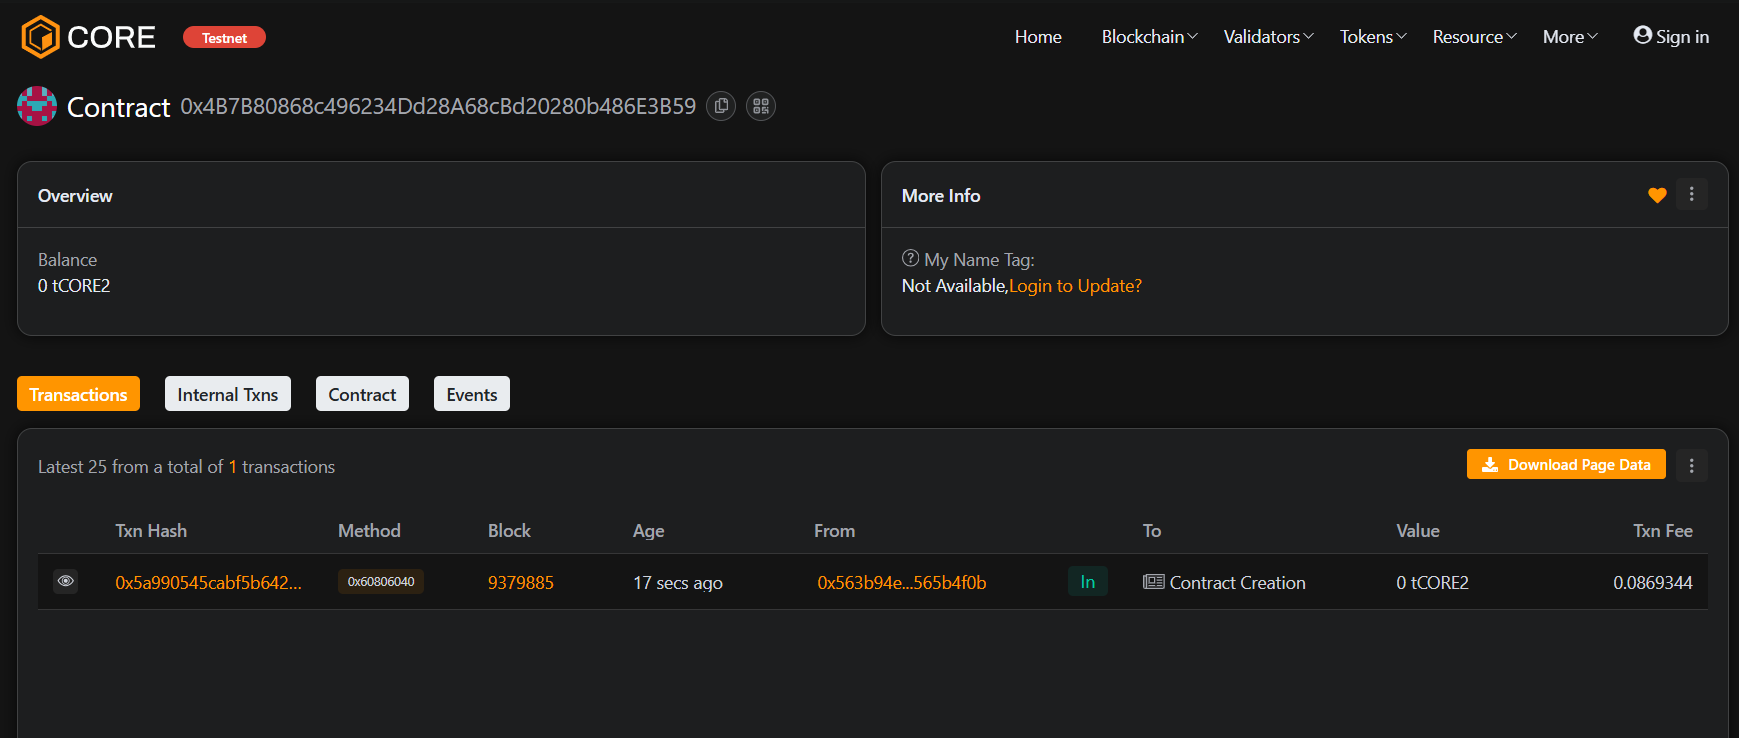 CORE Testnet Home Blockchain Validators Tokens Resource More Sign in
Contract 0x4B7B80868c496234Dd28A68cBd20280b486E3B59
Overview
Balance
0 tCORE2
More Info
My Name Tag:
Not Available,Login to Update?
Transactions Internal Txns Contract Events
Latest 25 from a total of 1 transactions
Download Page Data
Txn Hash Method Block Age From To Value Txn Fee
0x5a990545cabf5b642... 0x60806040 9379885 17 secs ago 0x563b94e...565b4f0b In Contract Creation 0 tCORE2 0.0869344